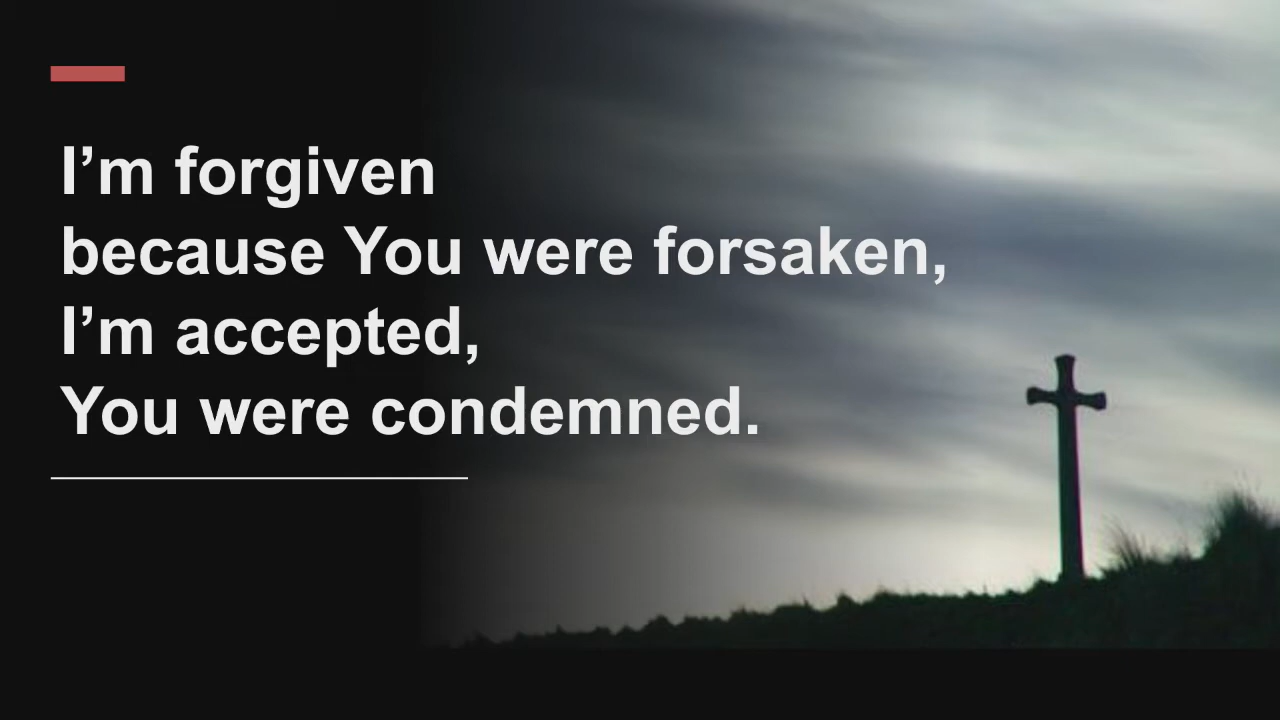 I’m forgiven
because You were forsaken,
I’m accepted,
You were condemned.